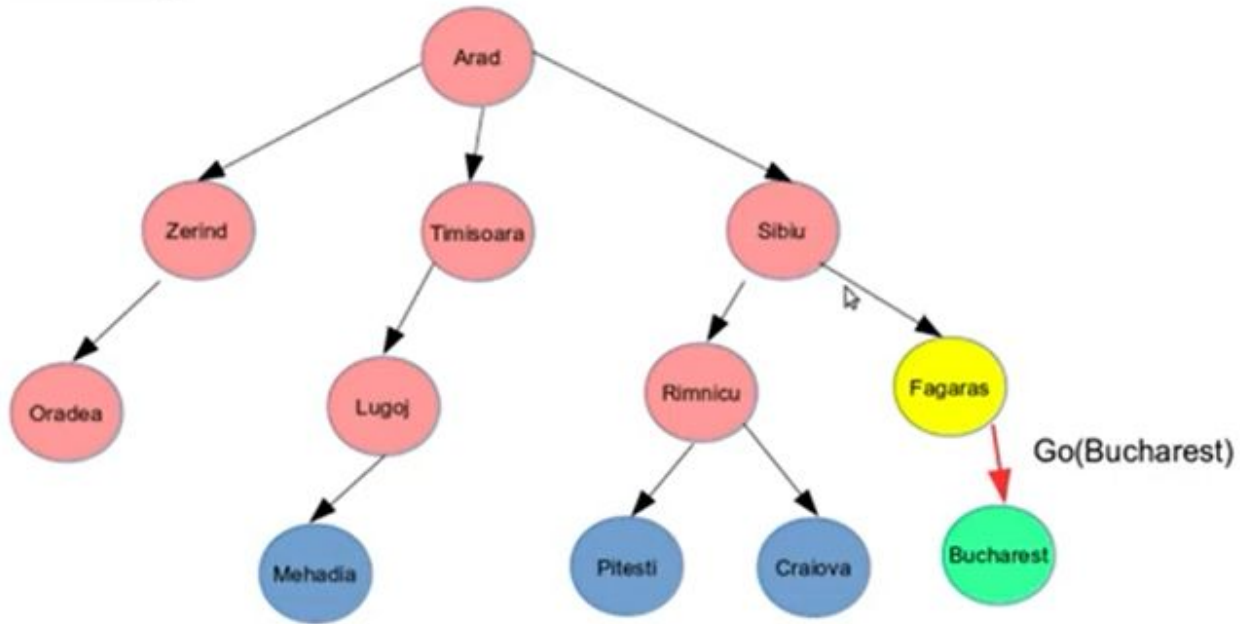 Arad
Zerind
Timisoara
Sibiu
Oradea
Lugoj
Rimnicu
Fagaras
Go(Bucharest)
Mehadia
Pitesti
Craiova
Bucharest